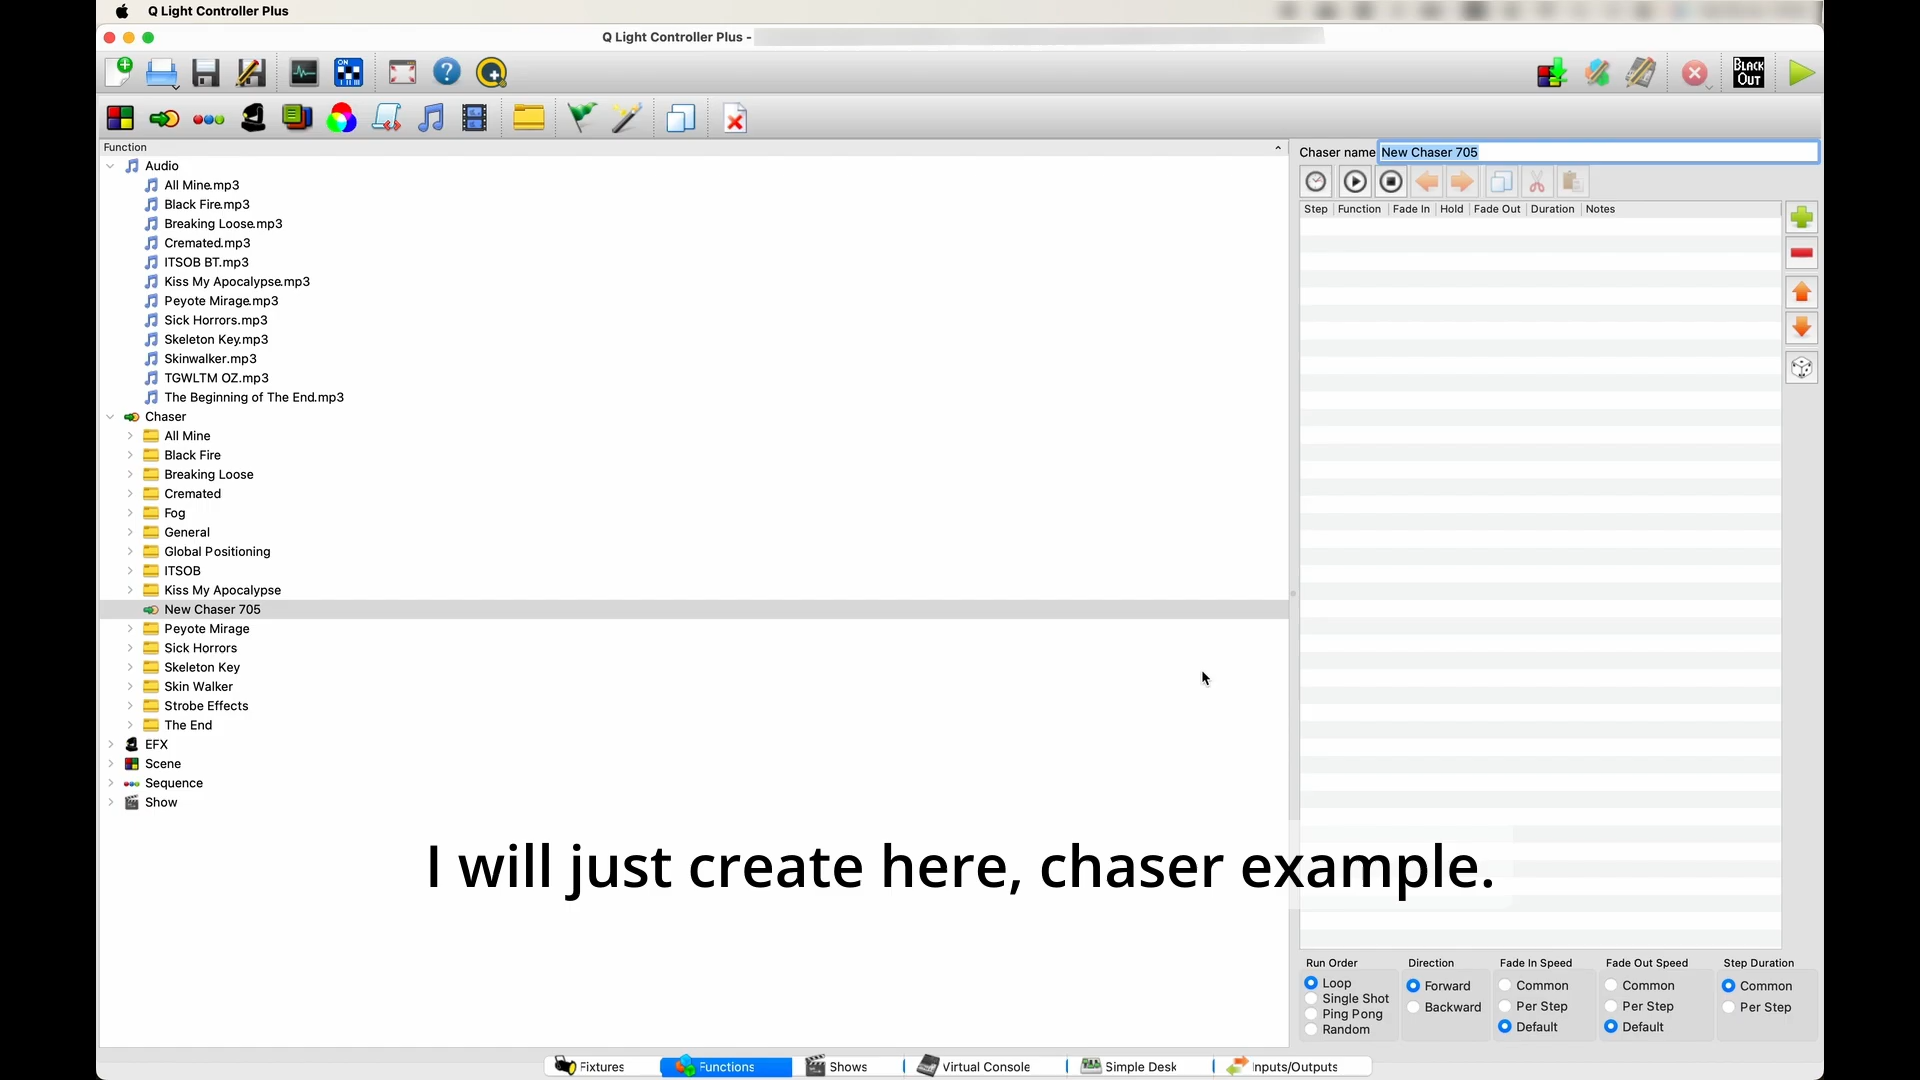 Q Light Controller Plus
Q Light Controller Plus -
ON
BLACK OUT
Function
Audio
All Mine.mp3
Black Fire.mp3
Breaking Loose.mp3
Cremated.mp3
ITSOB BT.mp3
Kiss My Apocalypse.mp3
Peyote Mirage.mp3
Sick Horrors.mp3
Skeleton Key.mp3
Skinwalker.mp3
TGWLTM OZ.mp3
The Beginning of The End.mp3
Chaser
All Mine
Black Fire
Breaking Loose
Cremated
Fog
General
Global Positioning
ITSOB
Kiss My Apocalypse
New Chaser 705
Peyote Mirage
Sick Horrors
Skeleton Key
Skin Walker
Strobe Effects
The End
EFX
Scene
Sequence
Show
Chaser name New Chaser 705
Step Function Fade In Hold Fade Out Duration Notes
I will just create here, chaser example.
Run Order
Loop
Single Shot
Ping Pong
Random
Direction
Forward
Backward
Fade In Speed
Common
Per Step
Default
Fade Out Speed
Common
Per Step
Default
Step Duration
Common
Per Step
Fixtures Functions Shows Virtual Console Simple Desk Inputs/Outputs